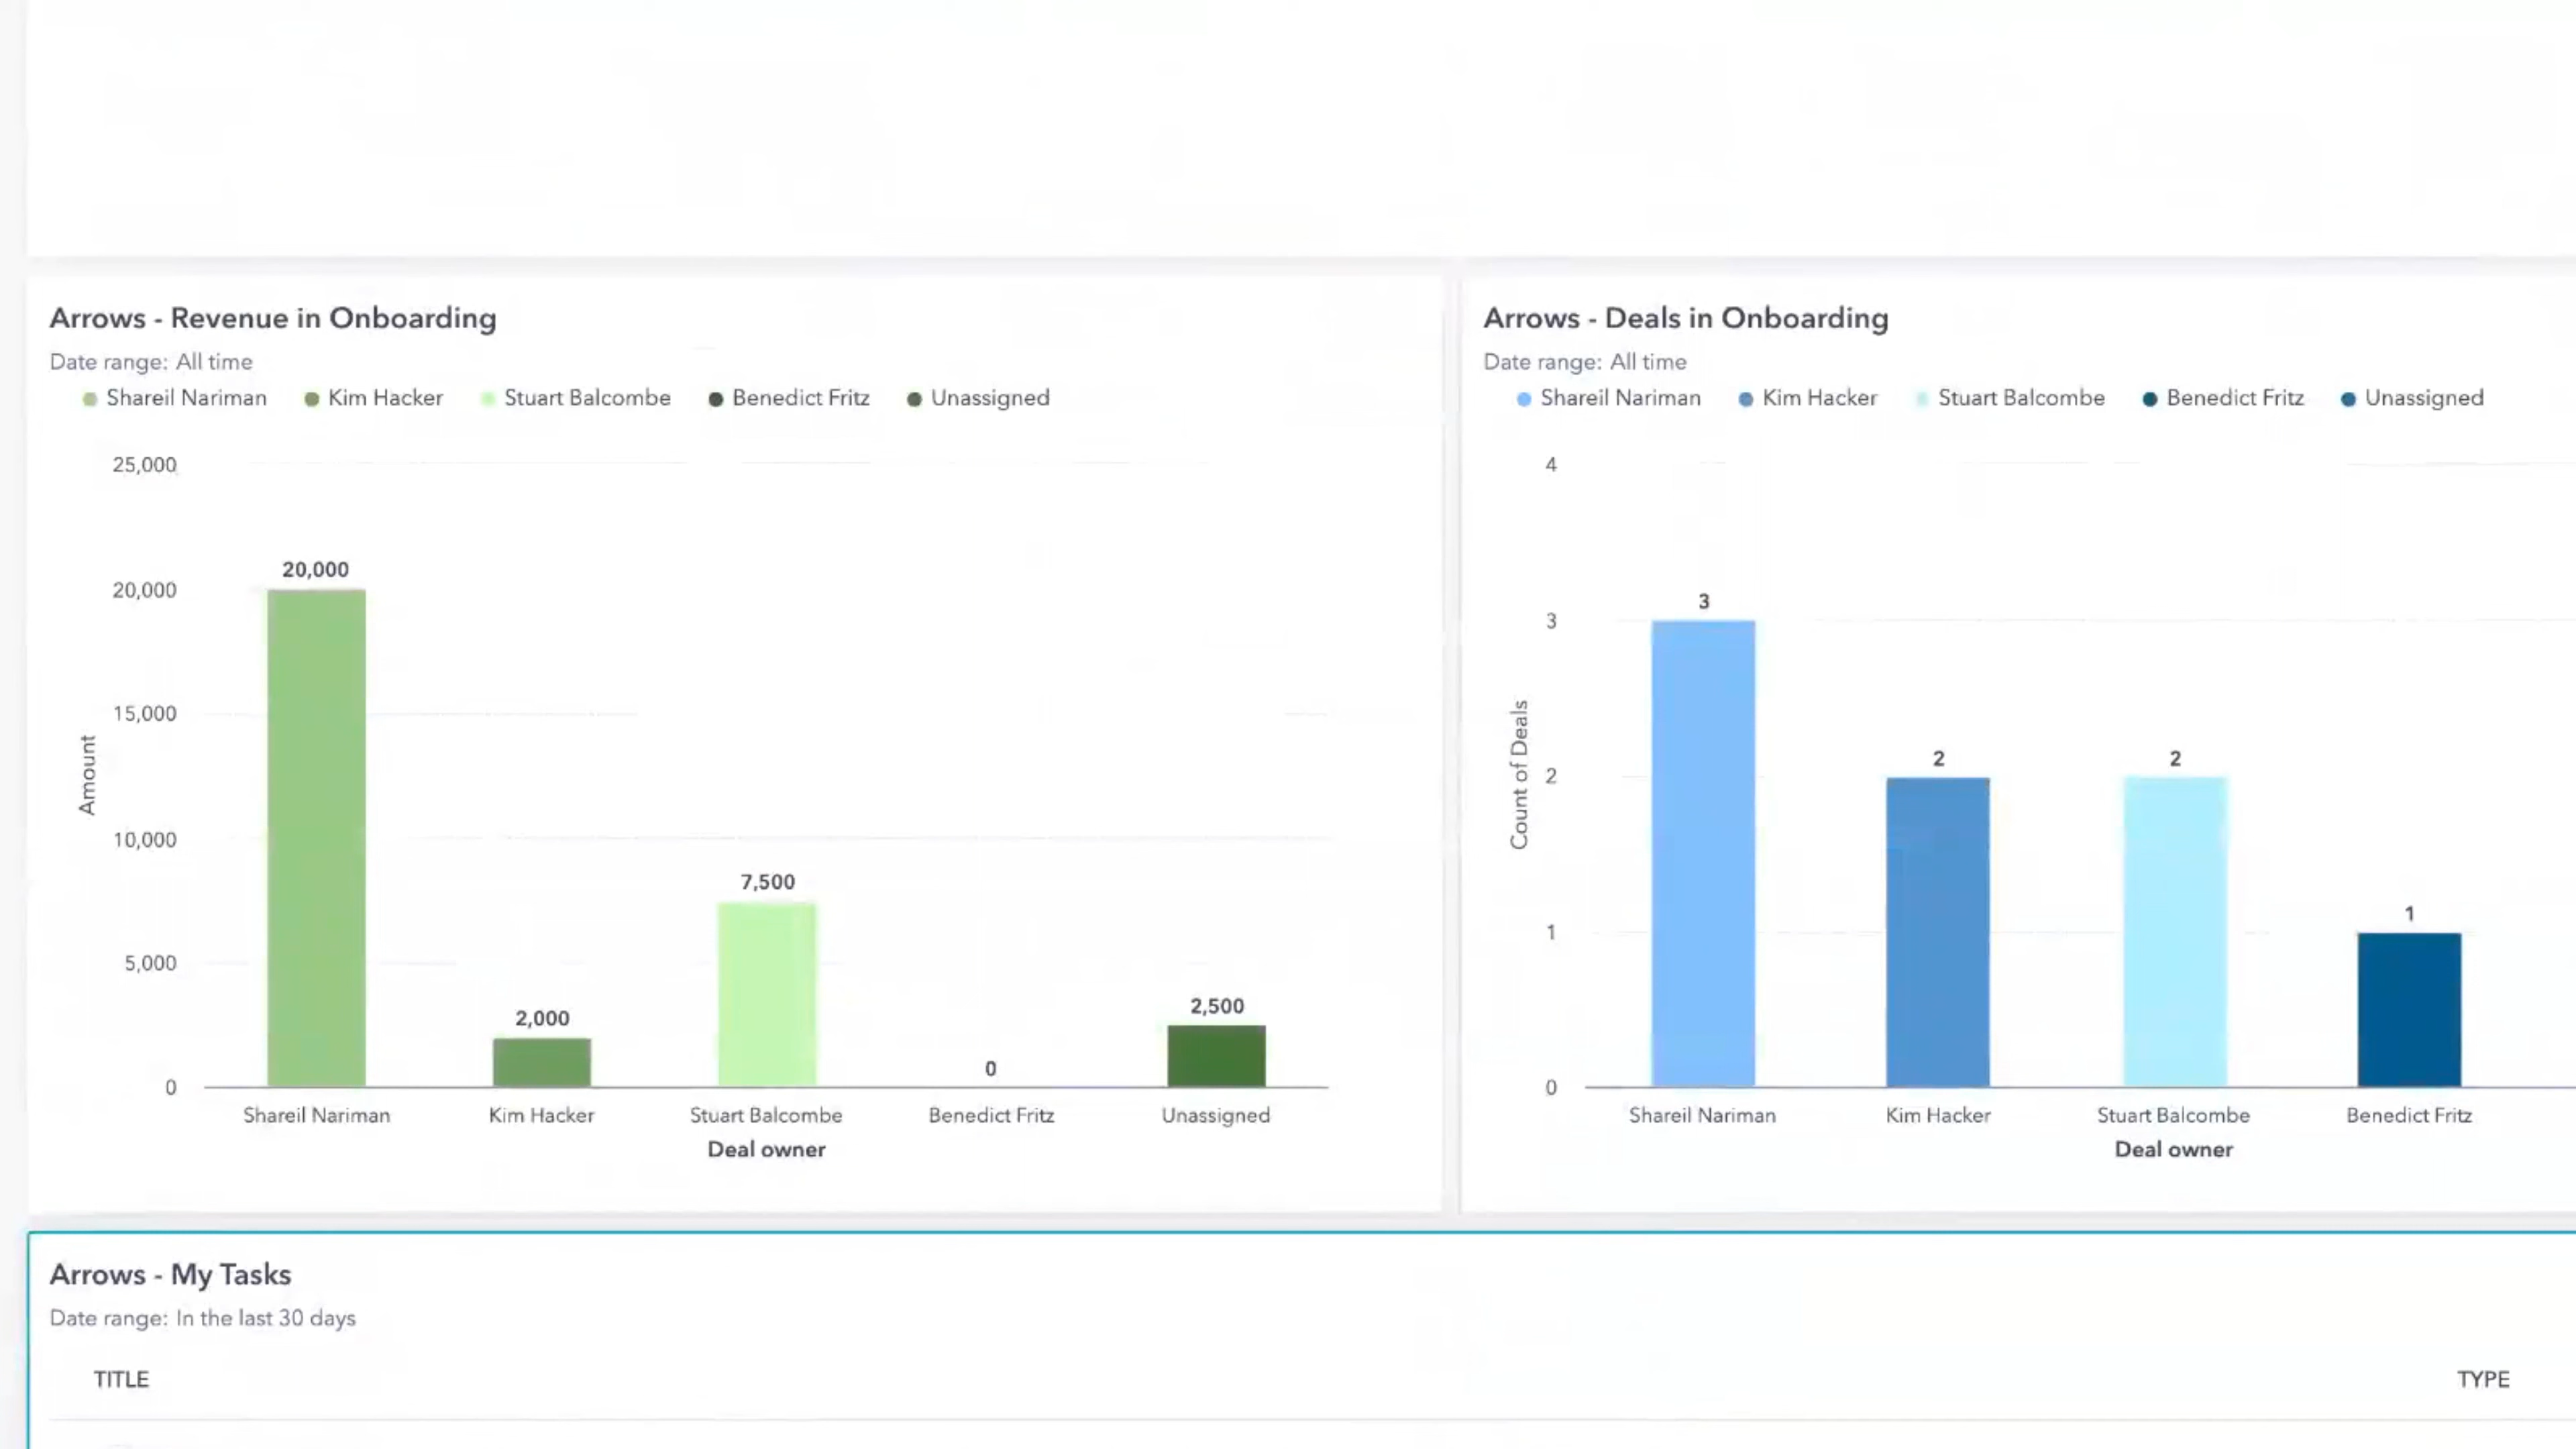 Arrows - Revenue in Onboarding
Date range: All time
Shareil Nariman Kim Hacker Stuart Balcombe Benedict Fritz Unassigned
25,000
20,000
15,000
10,000
5,000
0
Amount
20,000
2,000
7,500
0
2,500
Shareil Nariman Kim Hacker Stuart Balcombe Benedict Fritz Unassigned
Deal owner
Arrows - Deals in Onboarding
Date range: All time
Shareil Nariman Kim Hacker Stuart Balcombe Benedict Fritz Unassigned
4
3
2
1
0
Count of Deals
3
2
2
1
Shareil Nariman Kim Hacker Stuart Balcombe Benedict Fritz
Deal owner
Arrows - My Tasks
Date range: In the last 30 days
TITLE TYPE